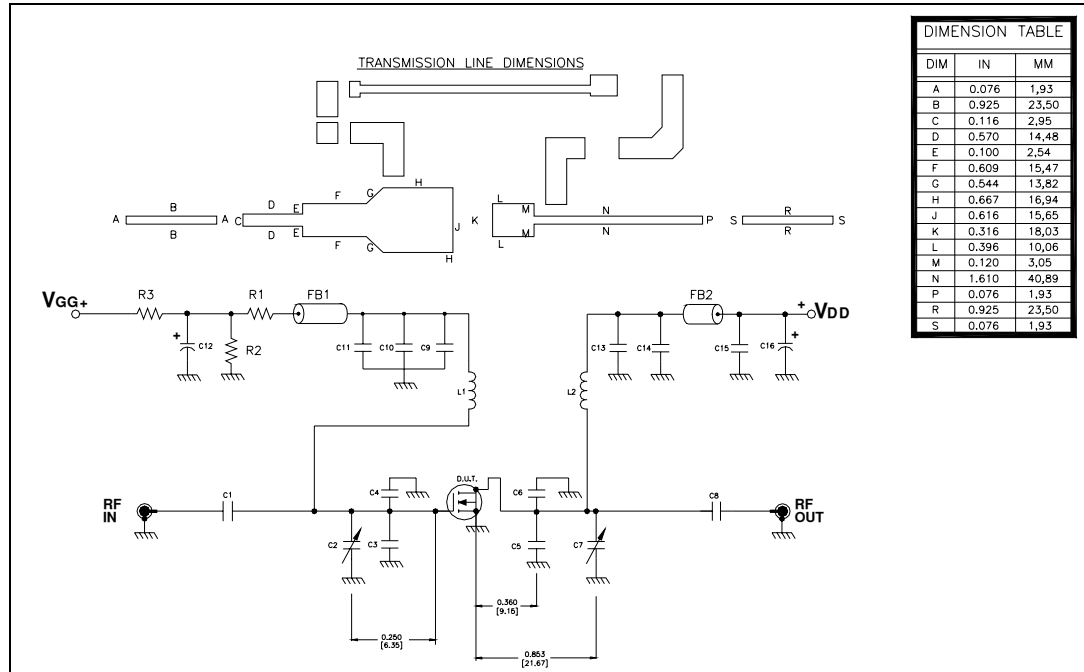 TRANSMISSION LINE DIMENSIONS
DIMENSION TABLE
DIM IN MM
A 0.076 1,93
B 0.925 23,50
C 0.116 2,95
D 0.570 14,48
E 0.100 2,54
F 0.609 15,47
G 0.544 13,82
H 0.667 16,94
J 0.616 15,65
K 0.316 18,03
L 0.396 10,06
M 0.120 3,05
N 1.610 40,89
P 0.076 1,93
R 0.925 23,50
S 0.076 1,93
H
F
G
L
B
D
E
M
N
R
A
A
C
J
K
P
S
S
B
D
E
F
G
H
L
M
N
R
VGG+
R3
R1
FB1
FB2
+
VDD
+
C12
R2
C11
C10
C9
C13
C14
C15
C16
+
L1
L2
D.U.T.
C4
C6
RF
IN
C1
C8
RF
OUT
C2
C3
C5
C7
0.360
[9.15]
0.250
[6.35]
0.853
[21.67]